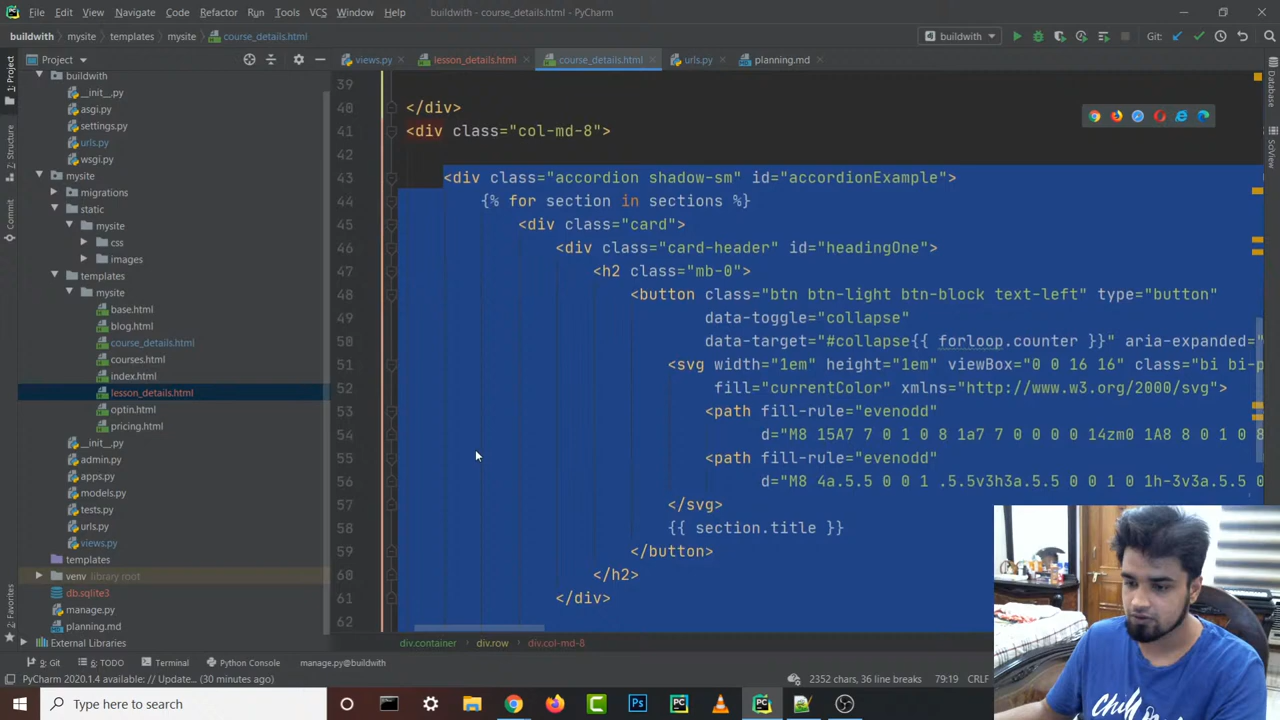 File Edit View Navigate Code Refactor Run Tools VCS Window Help buildwith - course_details.html - PyCharm
buildwith mysite templates mysite course_details.html buildwith Git:
Project views.py lesson_details.html course_details.html urls.py planning.md
1: Project
7: Structure
Commit
2: Favorites
Database
SciView
buildwith
__init__.py
asgi.py
settings.py
urls.py
wsgi.py
mysite
migrations
static
mysite
css
images
templates
mysite
base.html
blog.html
course_details.html
courses.html
index.html
lesson_details.html
optin.html
pricing.html
__init__.py
admin.py
apps.py
models.py
tests.py
urls.py
views.py
templates
venv library root
db.sqlite3
manage.py
planning.md
External Libraries
39
40 </div>
41 <div class="col-md-8">
42
43 <div class="accordion shadow-sm" id="accordionExample">
44 {% for section in sections %}
45 <div class="card">
46 <div class="card-header" id="headingOne">
47 <h2 class="mb-0">
48 <button class="btn btn-light btn-block text-left" type="button"
49 data-toggle="collapse"
50 data-target="#collapse{{ forloop.counter }}" aria-expanded="
51 <svg width="1em" height="1em" viewBox="0 0 16 16" class="bi bi-p
52 fill="currentColor" xmlns="http://www.w3.org/2000/svg">
53 <path fill-rule="evenodd"
54 d="M8 15A7 7 0 1 0 8 1a7 7 0 0 0 0 14zm0 1A8 8 0 1 0 8
55 <path fill-rule="evenodd"
56 d="M8 4a.5.5 0 0 1 .5.5v3h3a.5.5 0 0 1 0 1h-3v3a.5.5 0
57 </svg>
58 {{ section.title }}
59 </button>
60 </h2>
61 </div>
62
div.container div.row div.col-md-8
9: Git 6: TODO Terminal Python Console manage.py@buildwith
PyCharm 2020.1.4 available // Update... (30 minutes ago) 2352 chars, 36 line breaks 79:19 CRLF
Type here to search